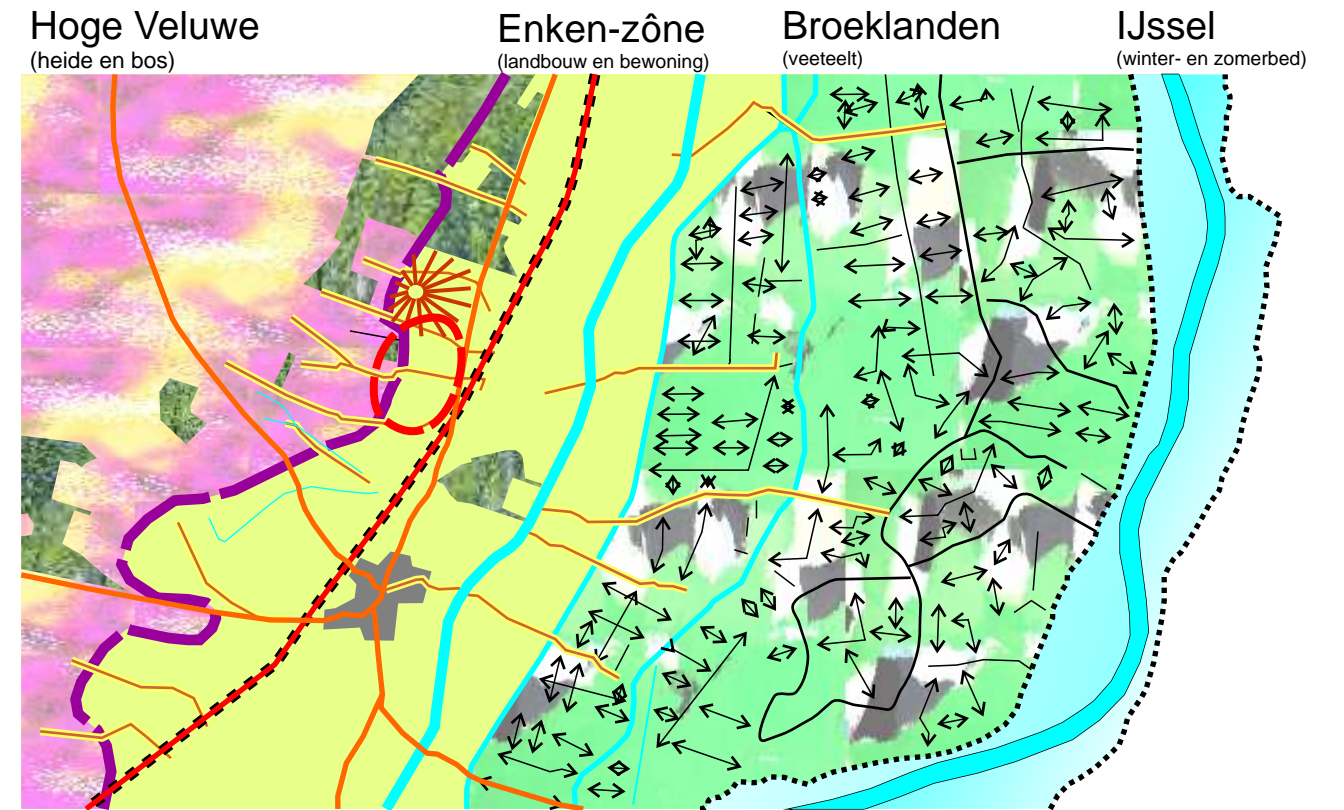 Hoge Veluwe
(heide en bos)
Enken-zône
(landbouw en bewoning)
Broeklanden
(veeteelt)
IJssel
(winter- en zomerbed)